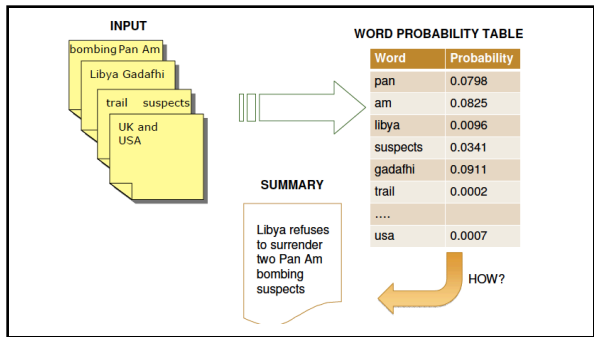 INPUT
bombing Pan Am
Libya Gadafhi
trail suspects
UK and
USA
WORD PROBABILITY TABLE
Word Probability
pan 0.0798
am 0.0825
libya 0.0096
suspects 0.0341
gadafhi 0.0911
trail 0.0002
....
usa 0.0007
HOW?
SUMMARY
Libya refuses
to surrender
two Pan Am
bombing
suspects